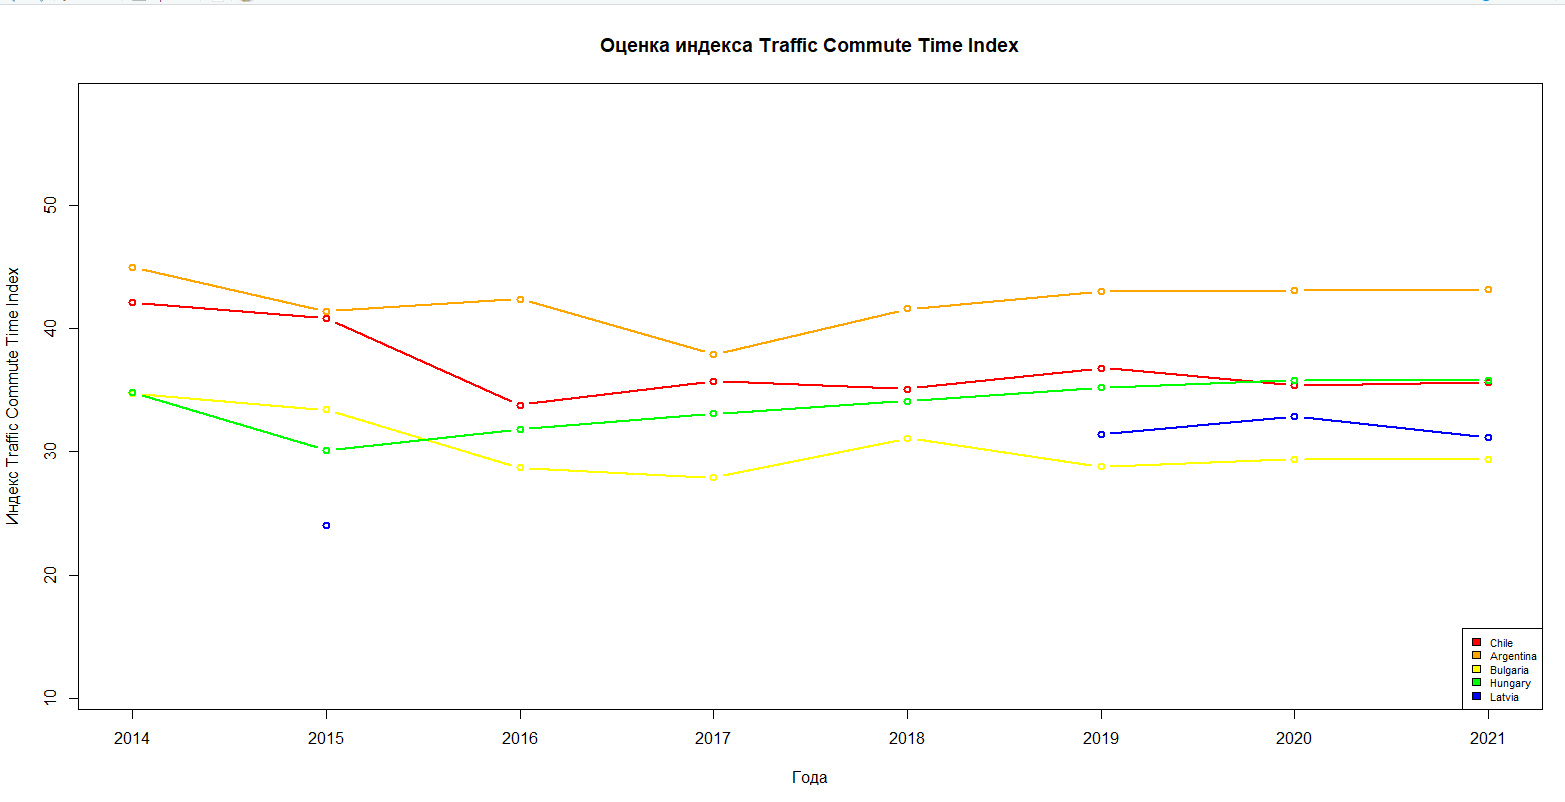 Оценка индекса Traffic Commute Time Index
Индекс Traffic Commute Time Index
50
40
30
20
10
2014 2015 2016 2017 2018 2019 2020 2021
Года
Chile
Argentina
Bulgaria
Hungary
Latvia